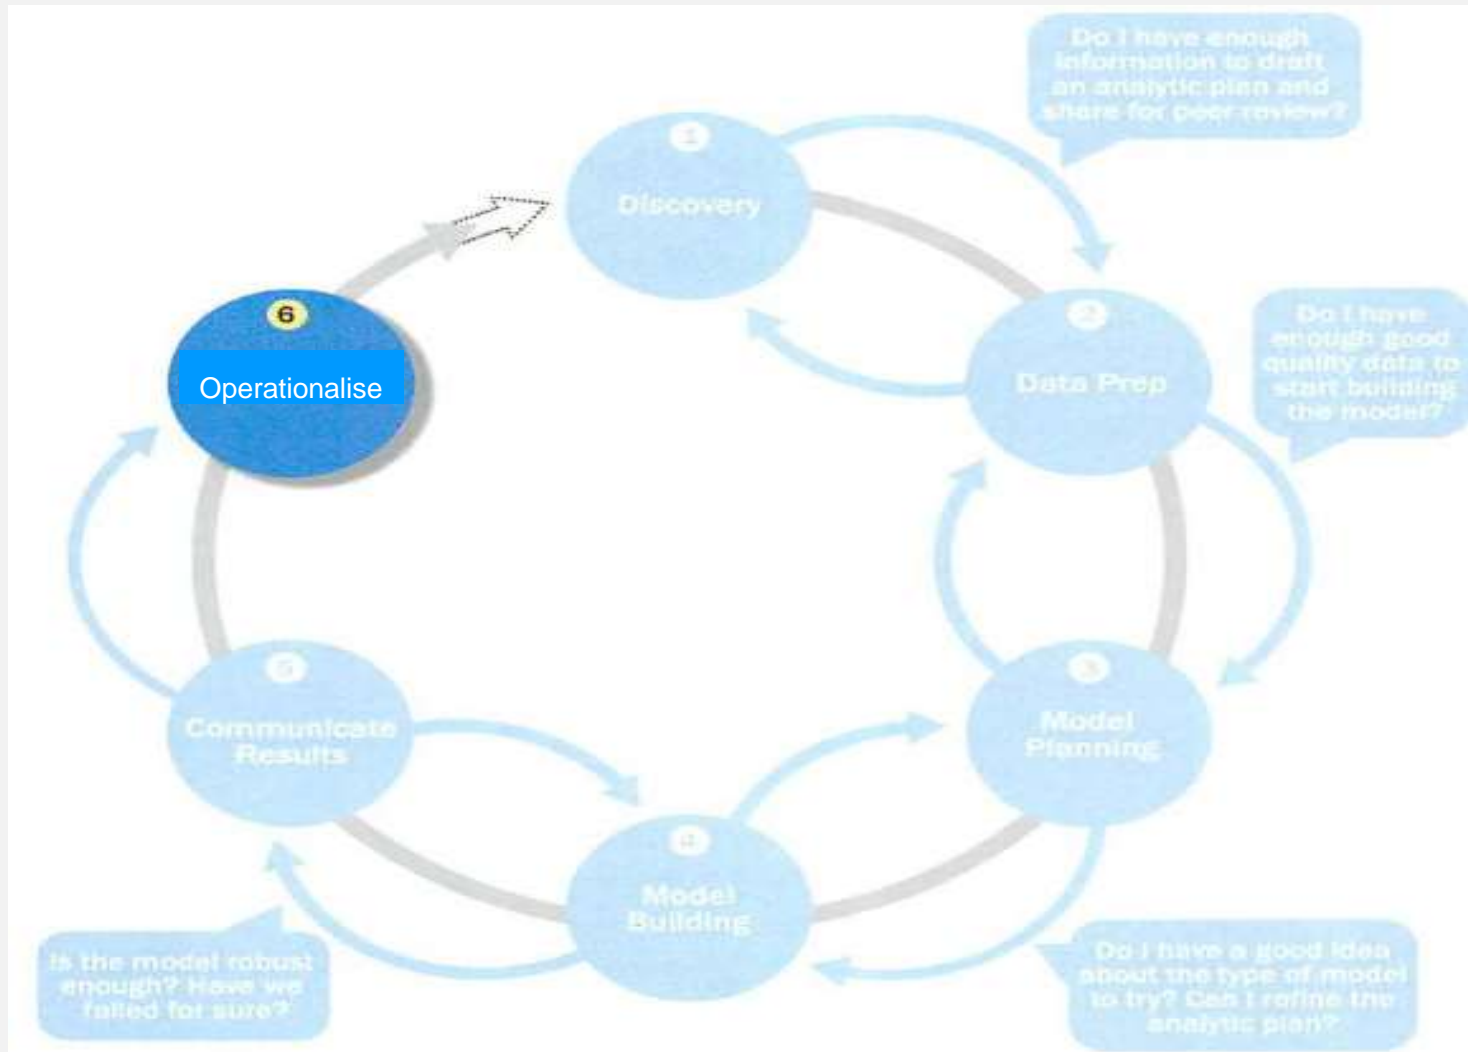 Do I have enough
information to draft
an analytic plan and
share for peer review?
1
Discovery
6
Operationalise
2
Data Prep
Do I have
enough good
quality data to
start building
the model?
5
Communicate
Results
3
Model
Planning
4
Model
Building
Is the model robust
enough? Have we
failed for sure?
Do I have a good idea
about the type of model
to try? Can I refine the
analytic plan?